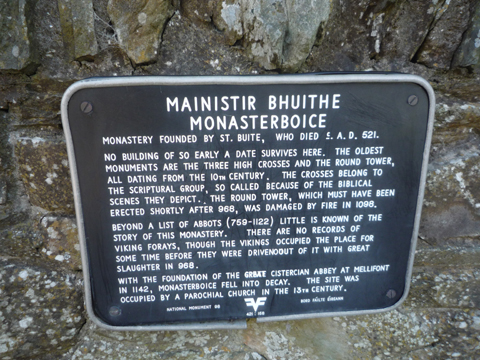 MAINISTIR BHUITHE
MONASTERBOICE
MONASTERY FOUNDED BY ST. BUITE, WHO DIED C. A.D. 521.
NO BUILDING OF SO EARLY A DATE SURVIVES HERE. THE OLDEST
MONUMENTS ARE THE THREE HIGH CROSSES AND THE ROUND TOWER,
ALL DATING FROM THE 10TH CENTURY. THE CROSSES BELONG TO
THE SCRIPTURAL GROUP, SO CALLED BECAUSE OF THE BIBLICAL
SCENES THEY DEPICT. THE ROUND TOWER, WHICH MUST HAVE BEEN
ERECTED SHORTLY AFTER 968, WAS DAMAGED BY FIRE IN 1098.
BEYOND A LIST OF ABBOTS (759-1122) LITTLE IS KNOWN OF THE
STORY OF THIS MONASTERY. THERE ARE NO RECORDS OF
VIKING FORAYS, THOUGH THE VIKINGS OCCUPIED THE PLACE FOR
SOME TIME BEFORE THEY WERE DRIVENOUT OF IT WITH GREAT
SLAUGHTER IN 968.
WITH THE FOUNDATION OF THE GREAT CISTERCIAN ABBEY AT MELLIFONT
IN 1142, MONASTERBOICE FELL INTO DECAY. THE SITE WAS
OCCUPIED BY A PAROCHIAL CHURCH IN THE 13TH CENTURY.
NATIONAL MONUMENT BORD FÁILTE ÉIREANN